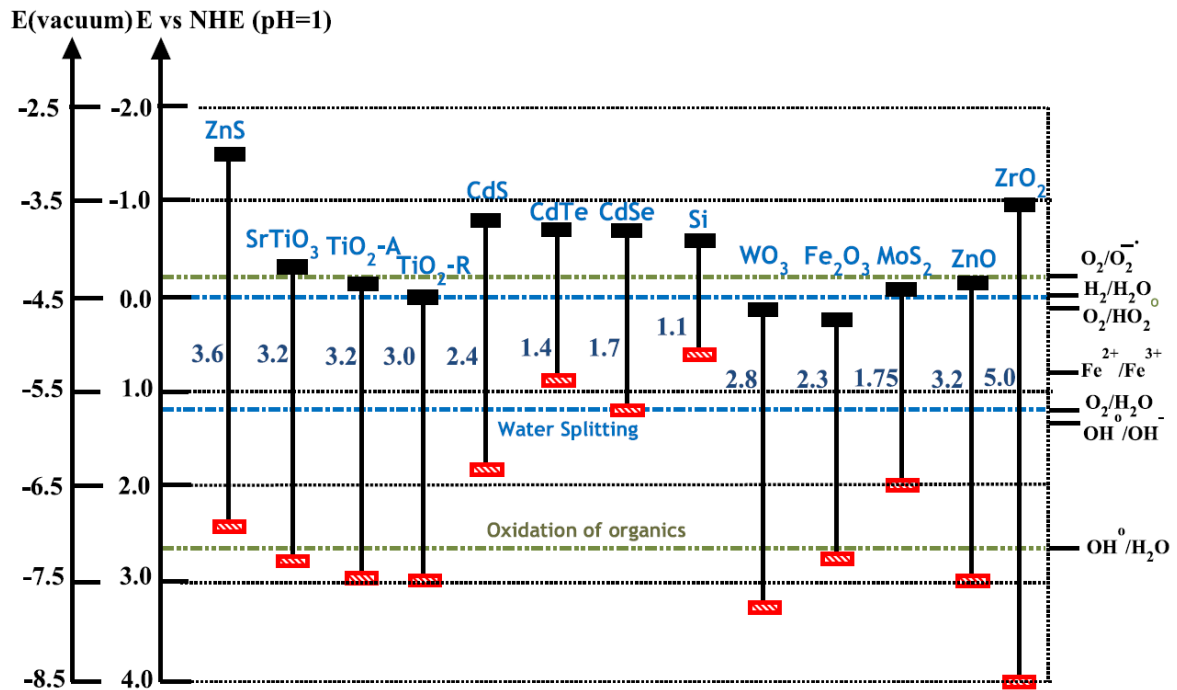 E(vacuum) E vs NHE (pH=1)
-2.5 -2.0
ZnS
-3.5 -1.0
CdS
ZrO₂
CdTe CdSe
Si
SrTiO₃ TiO₂-A
TiO₂-R
WO₃ Fe₂O₃ MoS₂ ZnO
O₂/O₂⁻·
-4.5 0.0
H₂/H₂O
O₂/HO₂°
3.6 3.2 3.2 3.0 2.4 1.4 1.7 1.1
2.8 2.3 1.75 3.2 5.0
Fe²⁺/Fe³⁺
-5.5 1.0
O₂/H₂O
Water Splitting
OH°/OH⁻
-6.5 2.0
Oxidation of organics
OH°/H₂O
-7.5 3.0
-8.5 4.0